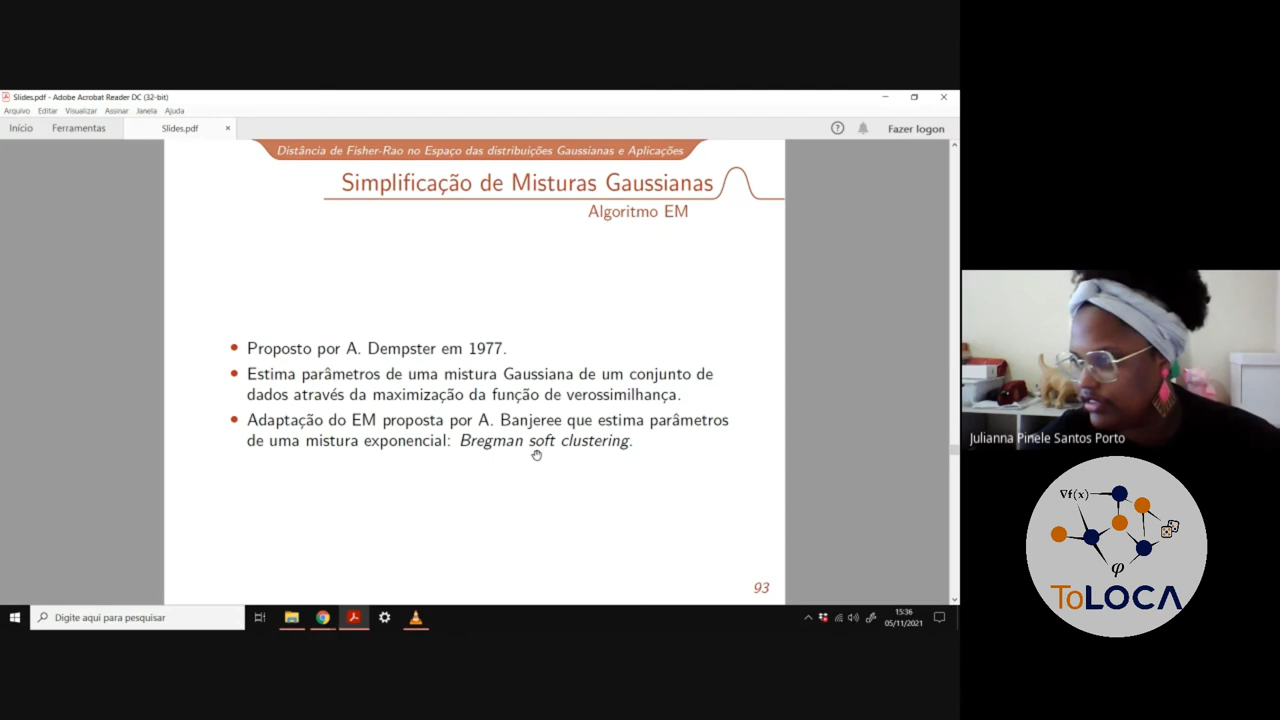 Slides.pdf - Adobe Acrobat Reader DC (32-bit)
Arquivo Editar Visualizar Assinar Janela Ajuda
Início Ferramentas Slides.pdf × Fazer logon
Distância de Fisher-Rao no Espaço das distribuições Gaussianas e Aplicações
Simplificação de Misturas Gaussianas
Algoritmo EM
• Proposto por A. Dempster em 1977.
• Estima parâmetros de uma mistura Gaussiana de um conjunto de
dados através da maximização da função de verossimilhança.
• Adaptação do EM proposta por A. Banjeree que estima parâmetros
de uma mistura exponencial: Bregman soft clustering.
93
Julianna Pinele Santos Porto
∇f(x)
φ
ToLOCA
Digite aqui para pesquisar
15:36
05/11/2021